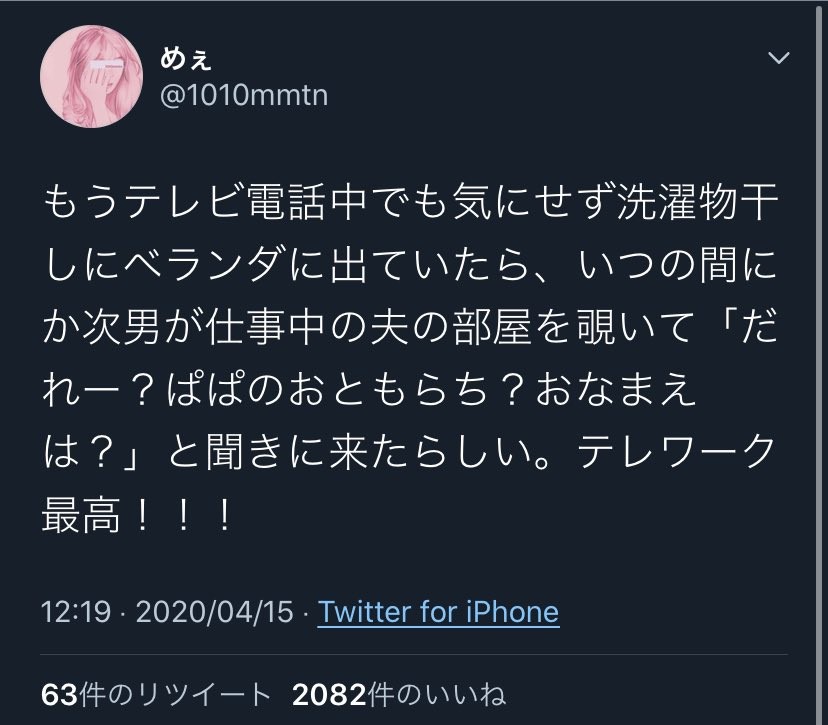 めぇ
@1010mmtn
もうテレビ電話中でも気にせず洗濯物干
しにベランダに出ていたら、いつの間に
か次男が仕事中の夫の部屋を覗いて「だ
れー？ぱぱのおともらち？おなまえ
は？」と聞きに来たらしい。テレワーク
最高！！！
12:19 · 2020/04/15 · Twitter for iPhone
63件のリツイート 2082件のいいね